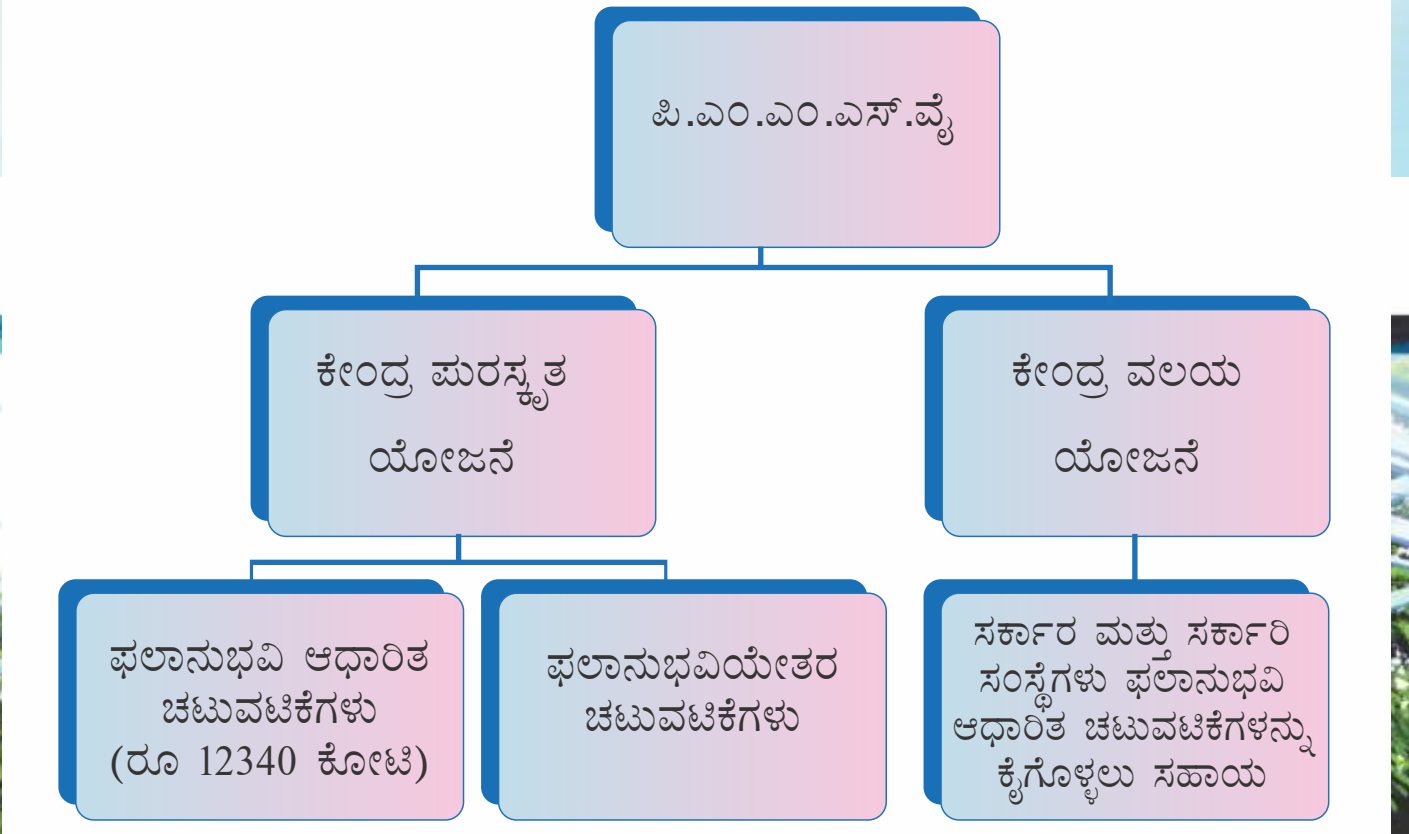 ಪಿ.ಎಂ.ಎಂ.ಎಸ್.ವೈ
ಕೇಂದ್ರ ಪುರಸ್ಕೃತ
ಯೋಜನೆ
ಕೇಂದ್ರ ವಲಯ
ಯೋಜನೆ
ಫಲಾನುಭವಿ ಆಧಾರಿತ
ಚಟುವಟಿಕೆಗಳು
(ರೂ 12340 ಕೋಟಿ)
ಫಲಾನುಭವಿಯೇತರ
ಚಟುವಟಿಕೆಗಳು
ಸರ್ಕಾರ ಮತ್ತು ಸರ್ಕಾರಿ
ಸಂಸ್ಥೆಗಳು ಫಲಾನುಭವಿ
ಆಧಾರಿತ ಚಟುವಟಿಕೆಗಳನ್ನು
ಕೈಗೊಳ್ಳಲು ಸಹಾಯ